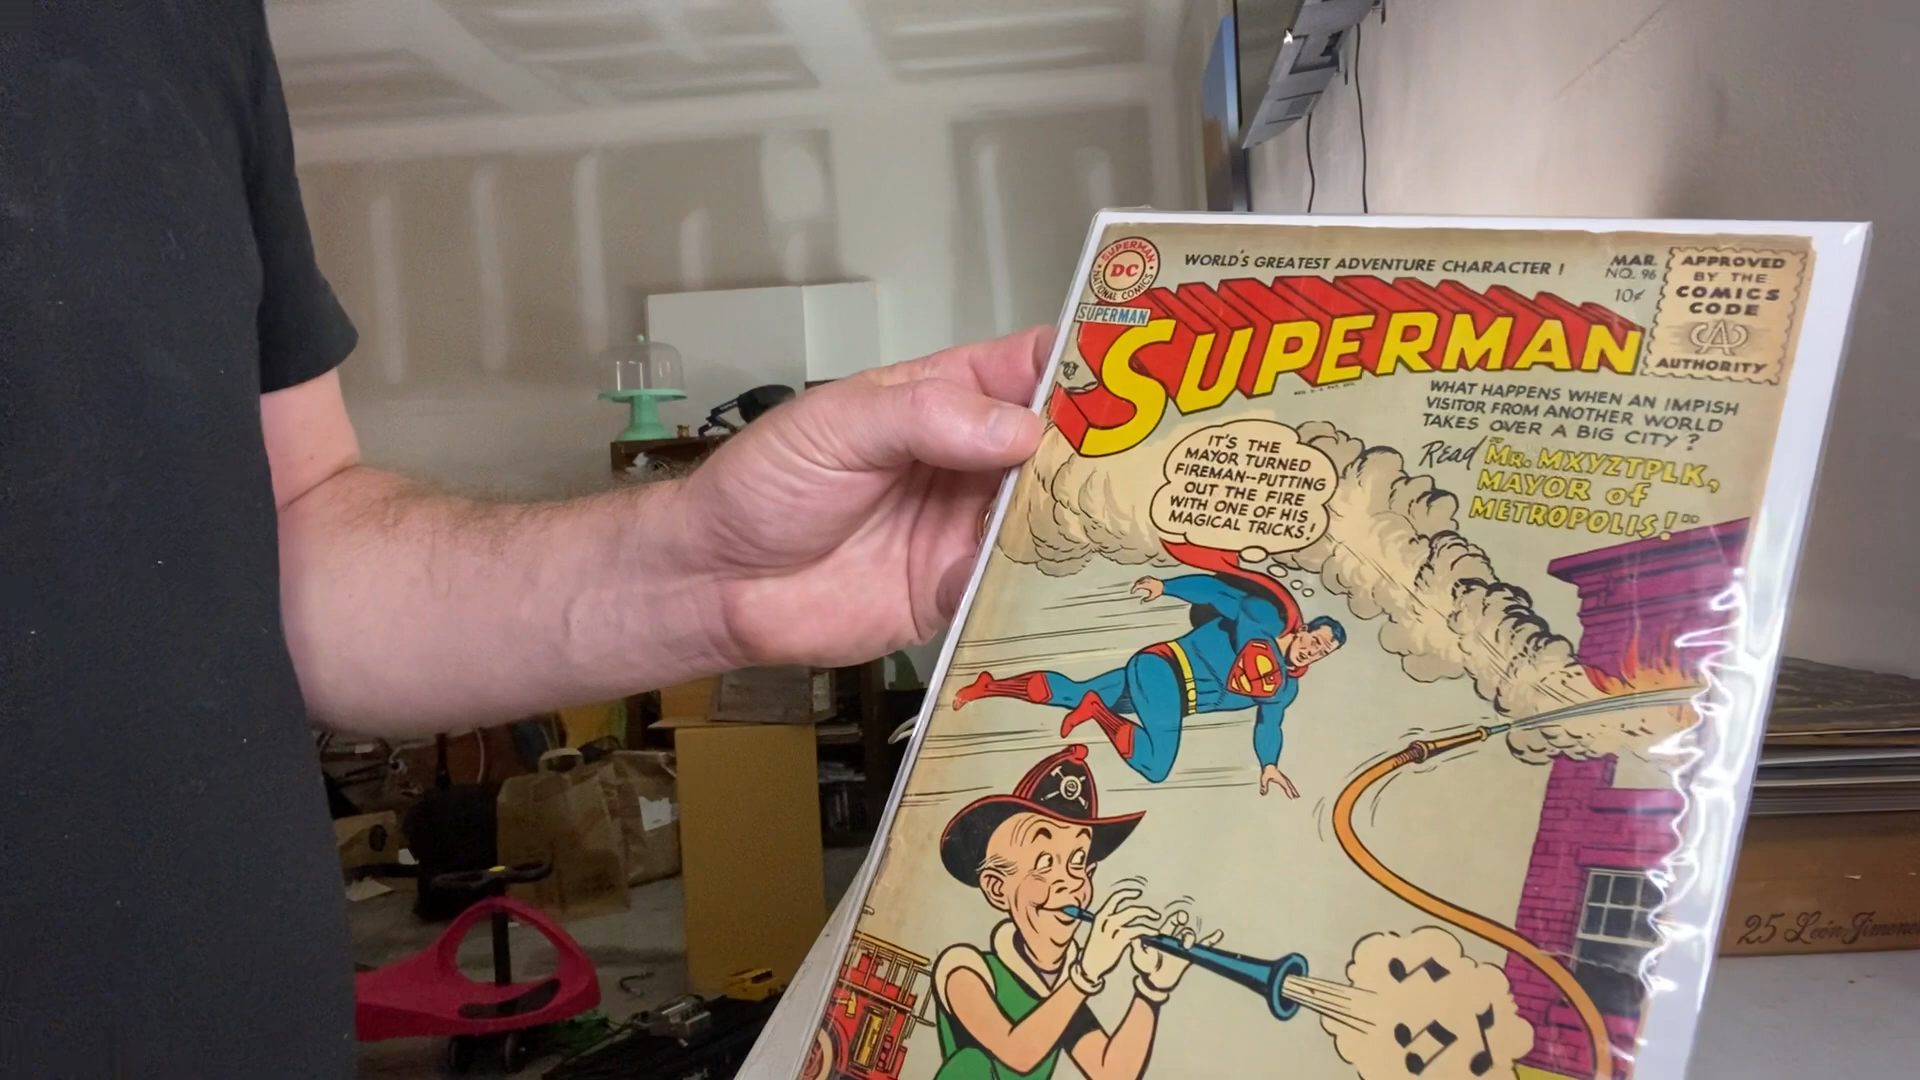 SUPERMAN
DC
NATIONAL COMICS
SUPERMAN
WORLD'S GREATEST ADVENTURE CHARACTER!
MAR.
NO. 96
10¢
APPROVED
BY THE
COMICS
CODE
CA
AUTHORITY
SUPERMAN
WHAT HAPPENS WHEN AN IMPISH
VISITOR FROM ANOTHER WORLD
TAKES OVER A BIG CITY?
Read "MR. MXYZTPLK,
MAYOR of
METROPOLIS!"
IT'S THE
MAYOR TURNED
FIREMAN--PUTTING
OUT THE FIRE
WITH ONE OF HIS
MAGICAL TRICKS!
25 León Jimenes